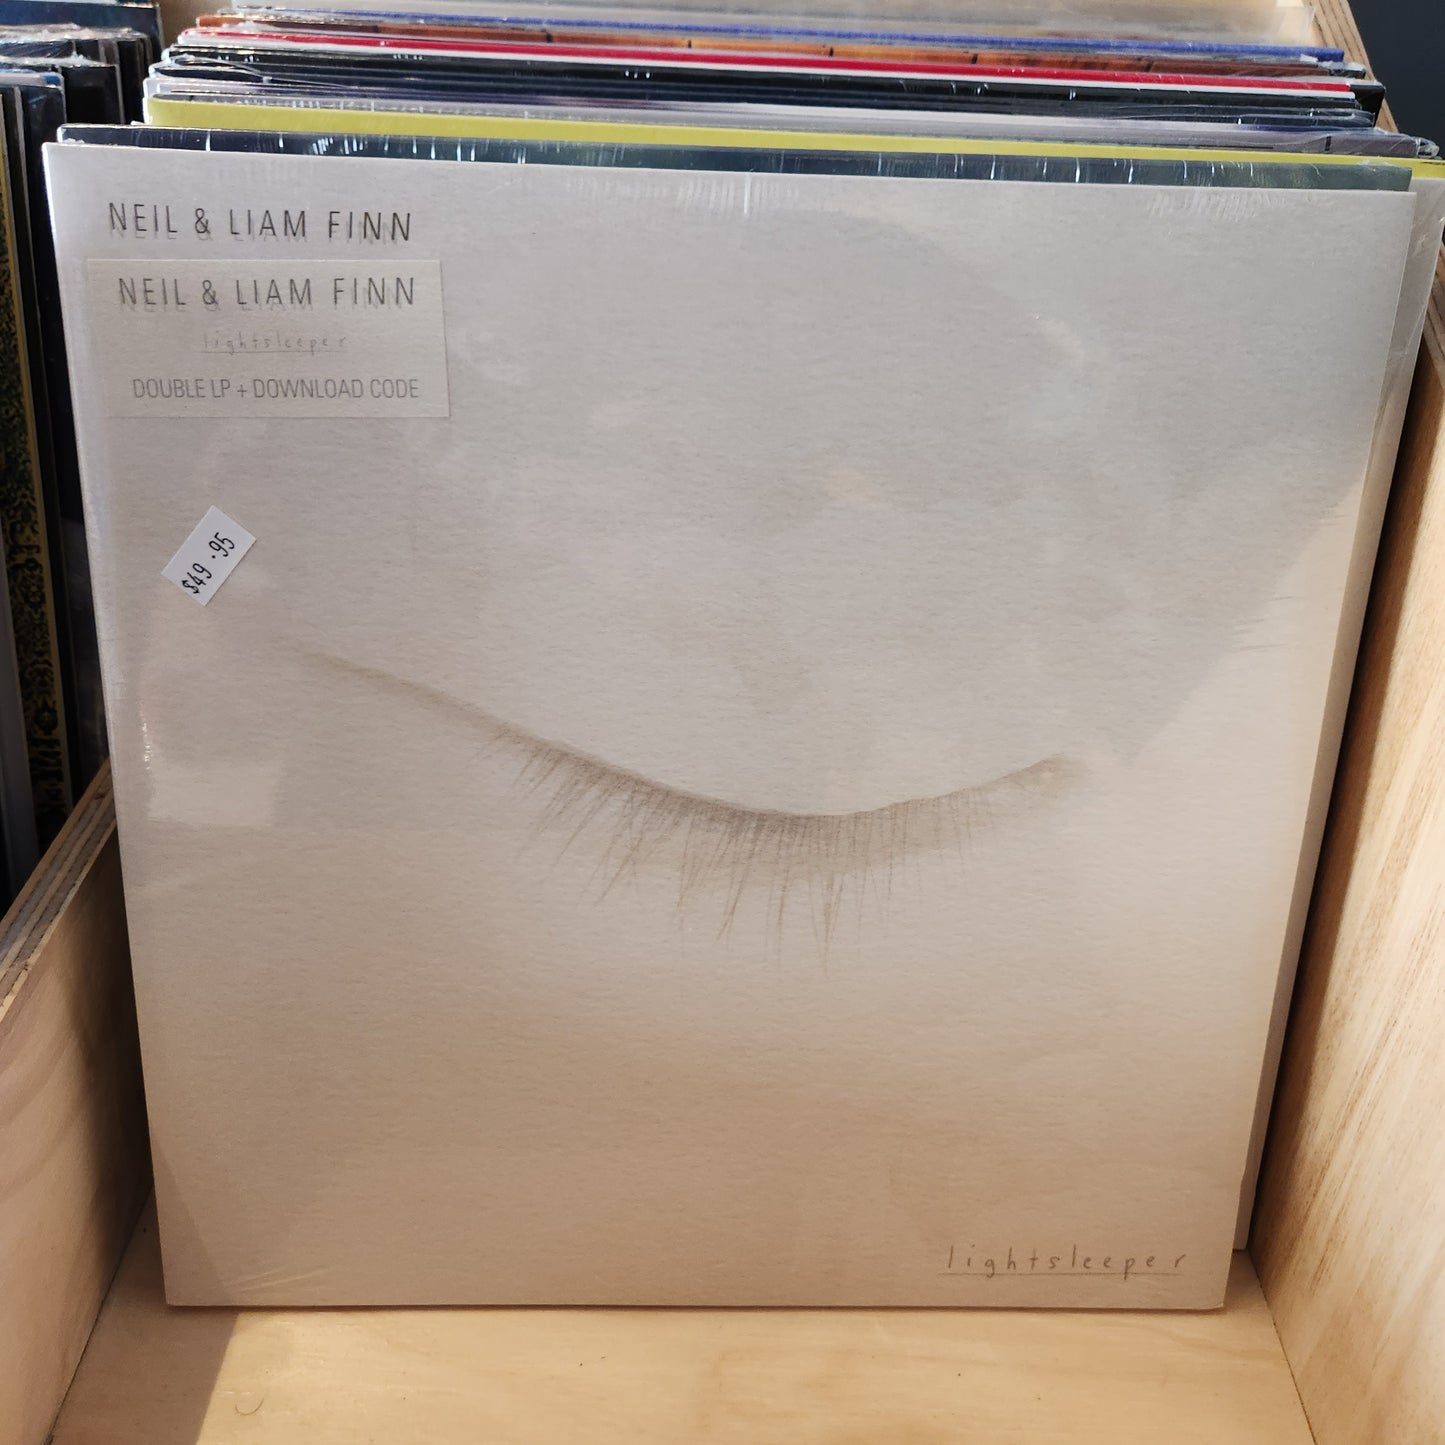 NEIL & LIAM FINN
NEIL & LIAM FINN
lightsleeper
DOUBLE LP + DOWNLOAD CODE
$49.95
lightsleeper